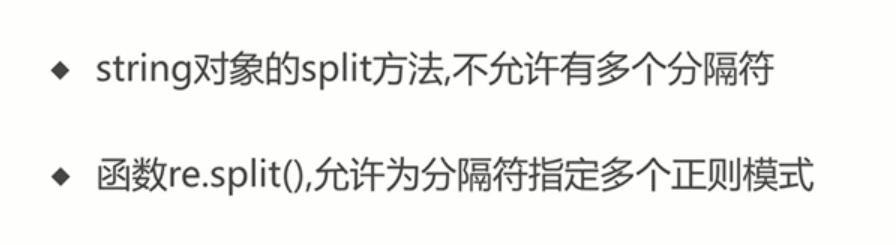 ◆ string对象的split方法,不允许有多个分隔符
◆ 函数re.split(),允许为分隔符指定多个正则模式